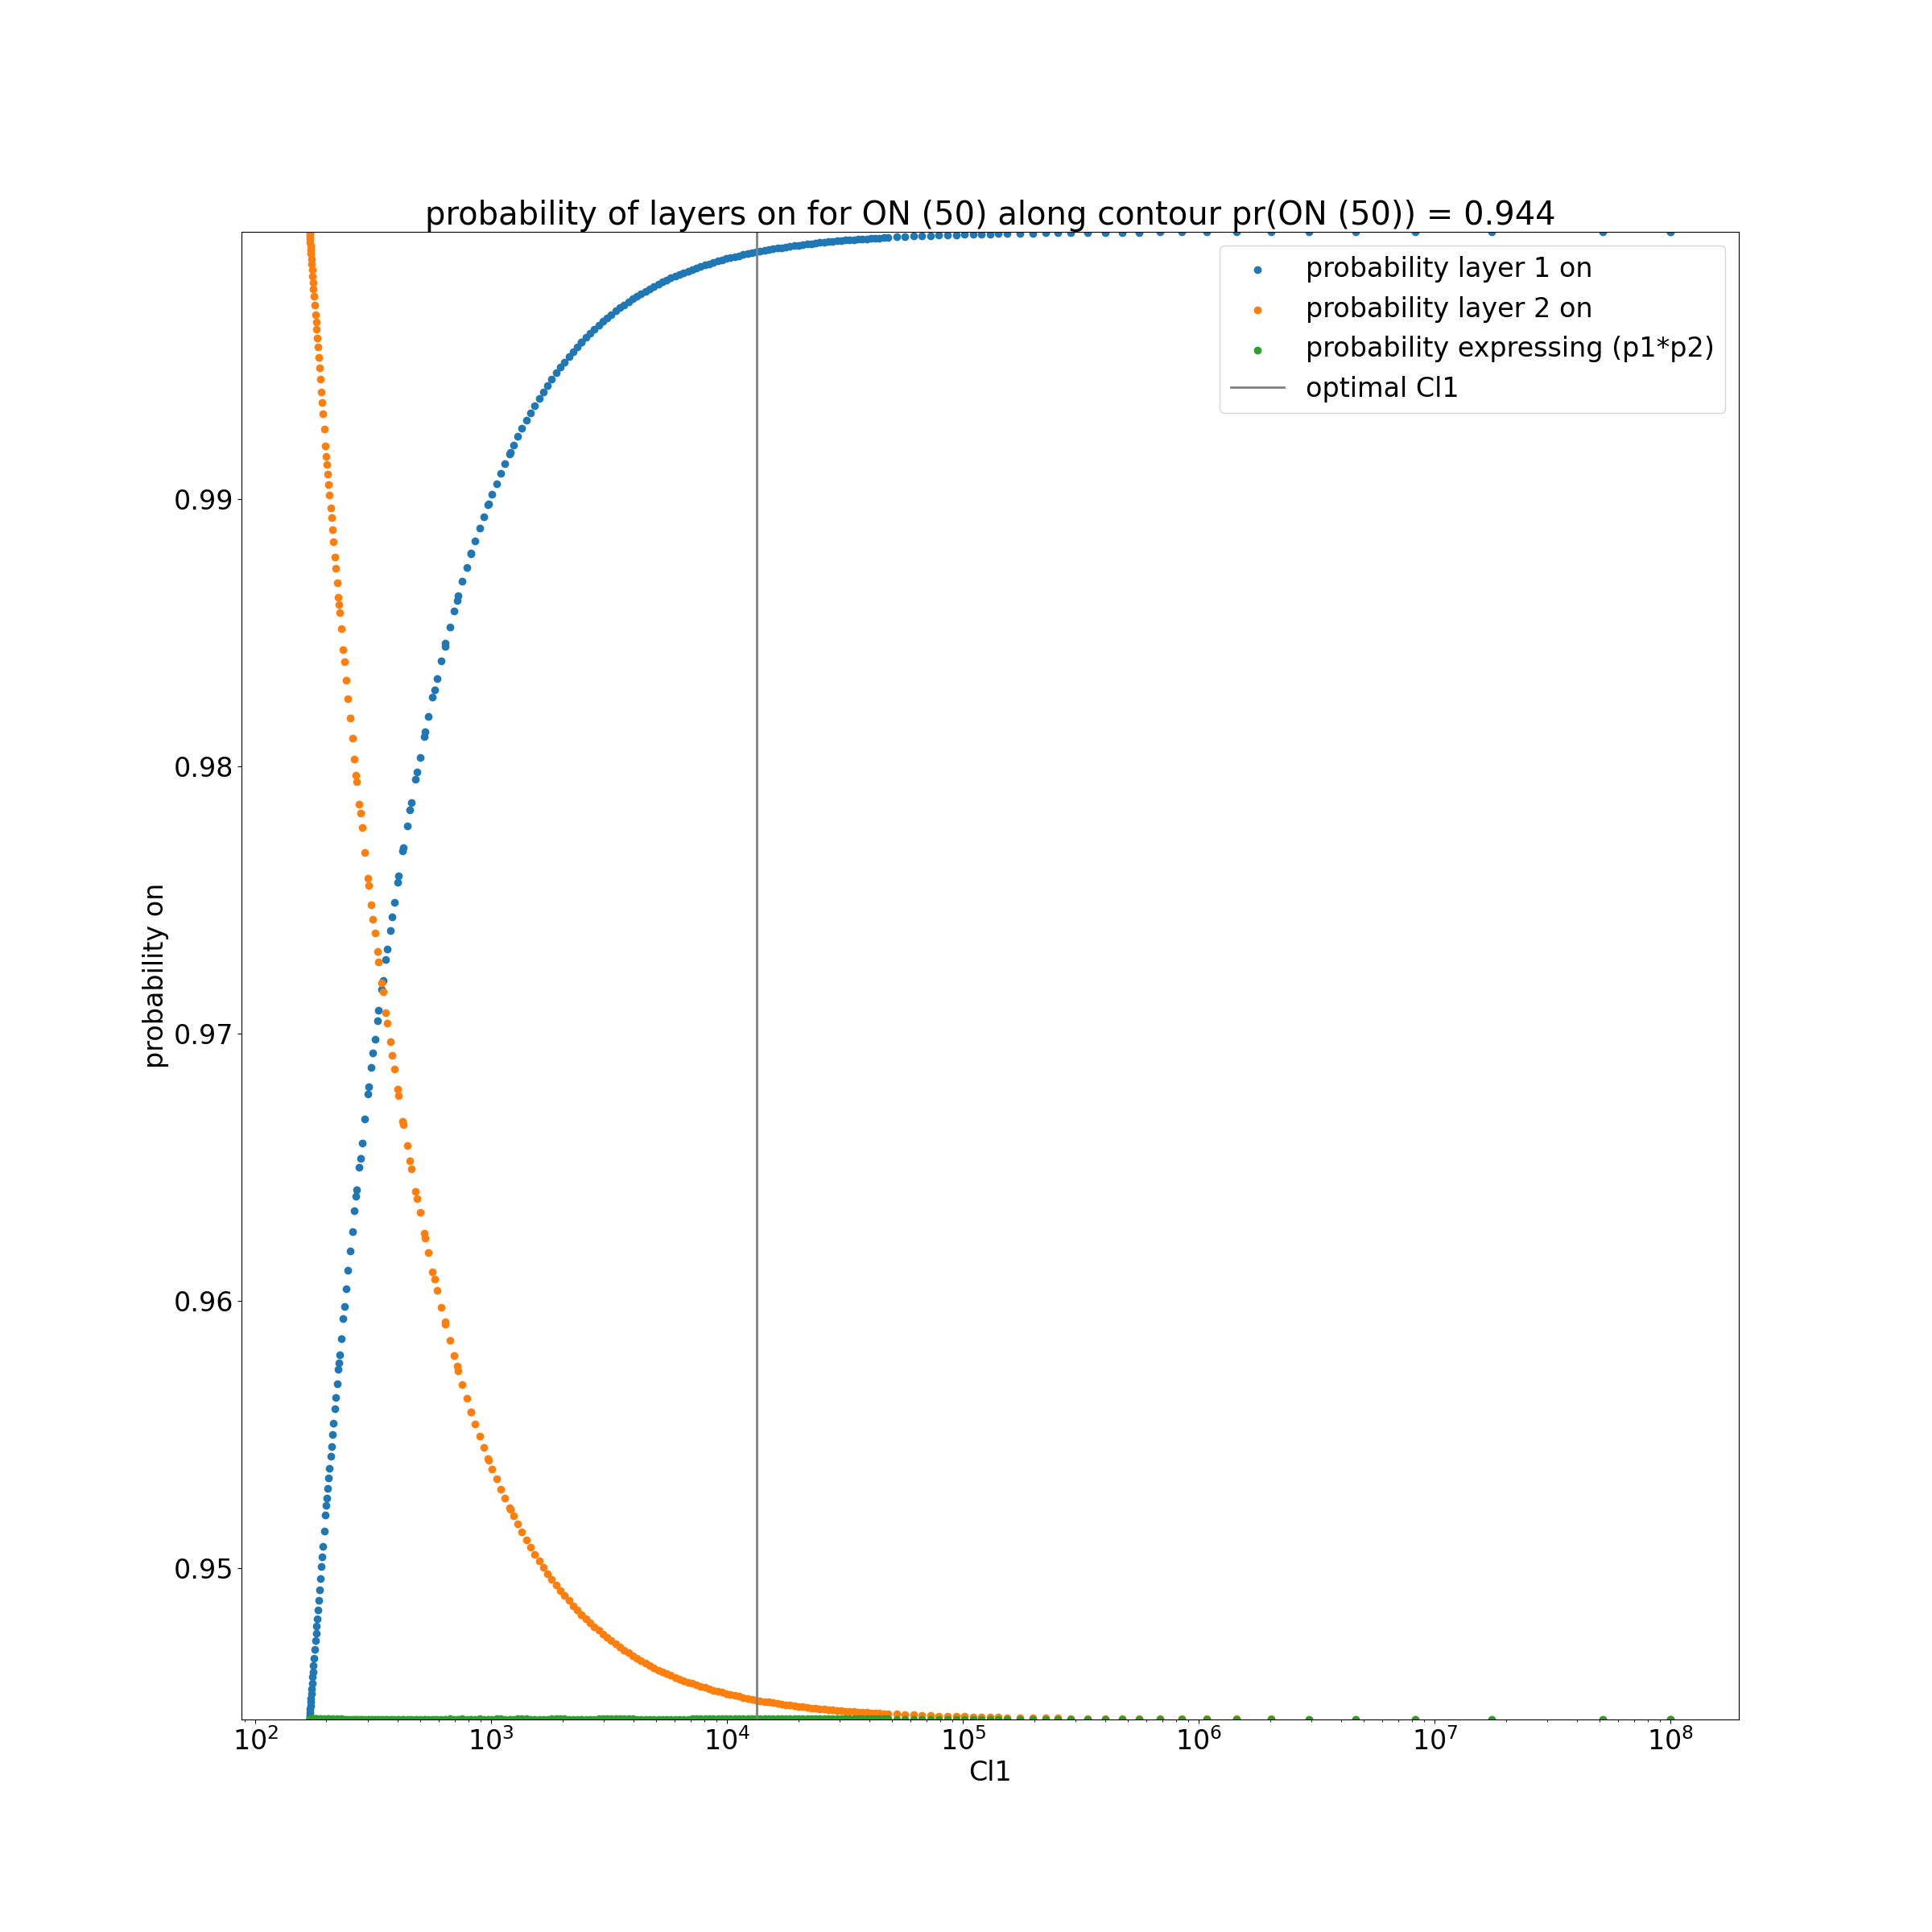 probability of layers on for ON (50) along contour pr(ON (50)) = 0.944
probability layer 1 on
probability layer 2 on
probability expressing (p1*p2)
optimal Cl1
0.99
0.98
0.97
0.96
0.95
probability on
10² 10³ 10⁴ 10⁵ 10⁶ 10⁷ 10⁸
Cl1